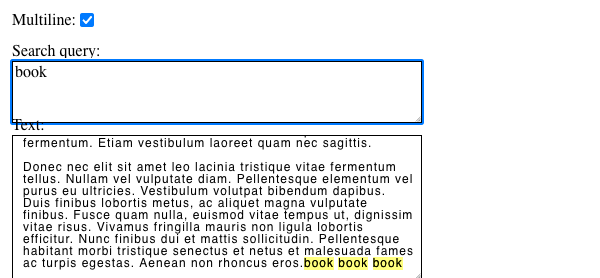 Multiline:
Search query:
book
Text:
fermentum. Etiam vestibulum laoreet quam nec sagittis.
Donec nec elit sit amet leo lacinia tristique vitae fermentum
tellus. Nullam vel vulputate diam. Pellentesque elementum vel
purus eu ultricies. Vestibulum volutpat bibendum dapibus.
Duis finibus lobortis metus, ac aliquet magna vulputate
finibus. Fusce quam nulla, euismod vitae tempus ut, dignissim
vitae risus. Vivamus fringilla mauris non ligula lobortis
efficitur. Nunc finibus dui et mattis sollicitudin. Pellentesque
habitant morbi tristique senectus et netus et malesuada fames
ac turpis egestas. Aenean non rhoncus eros.book book book